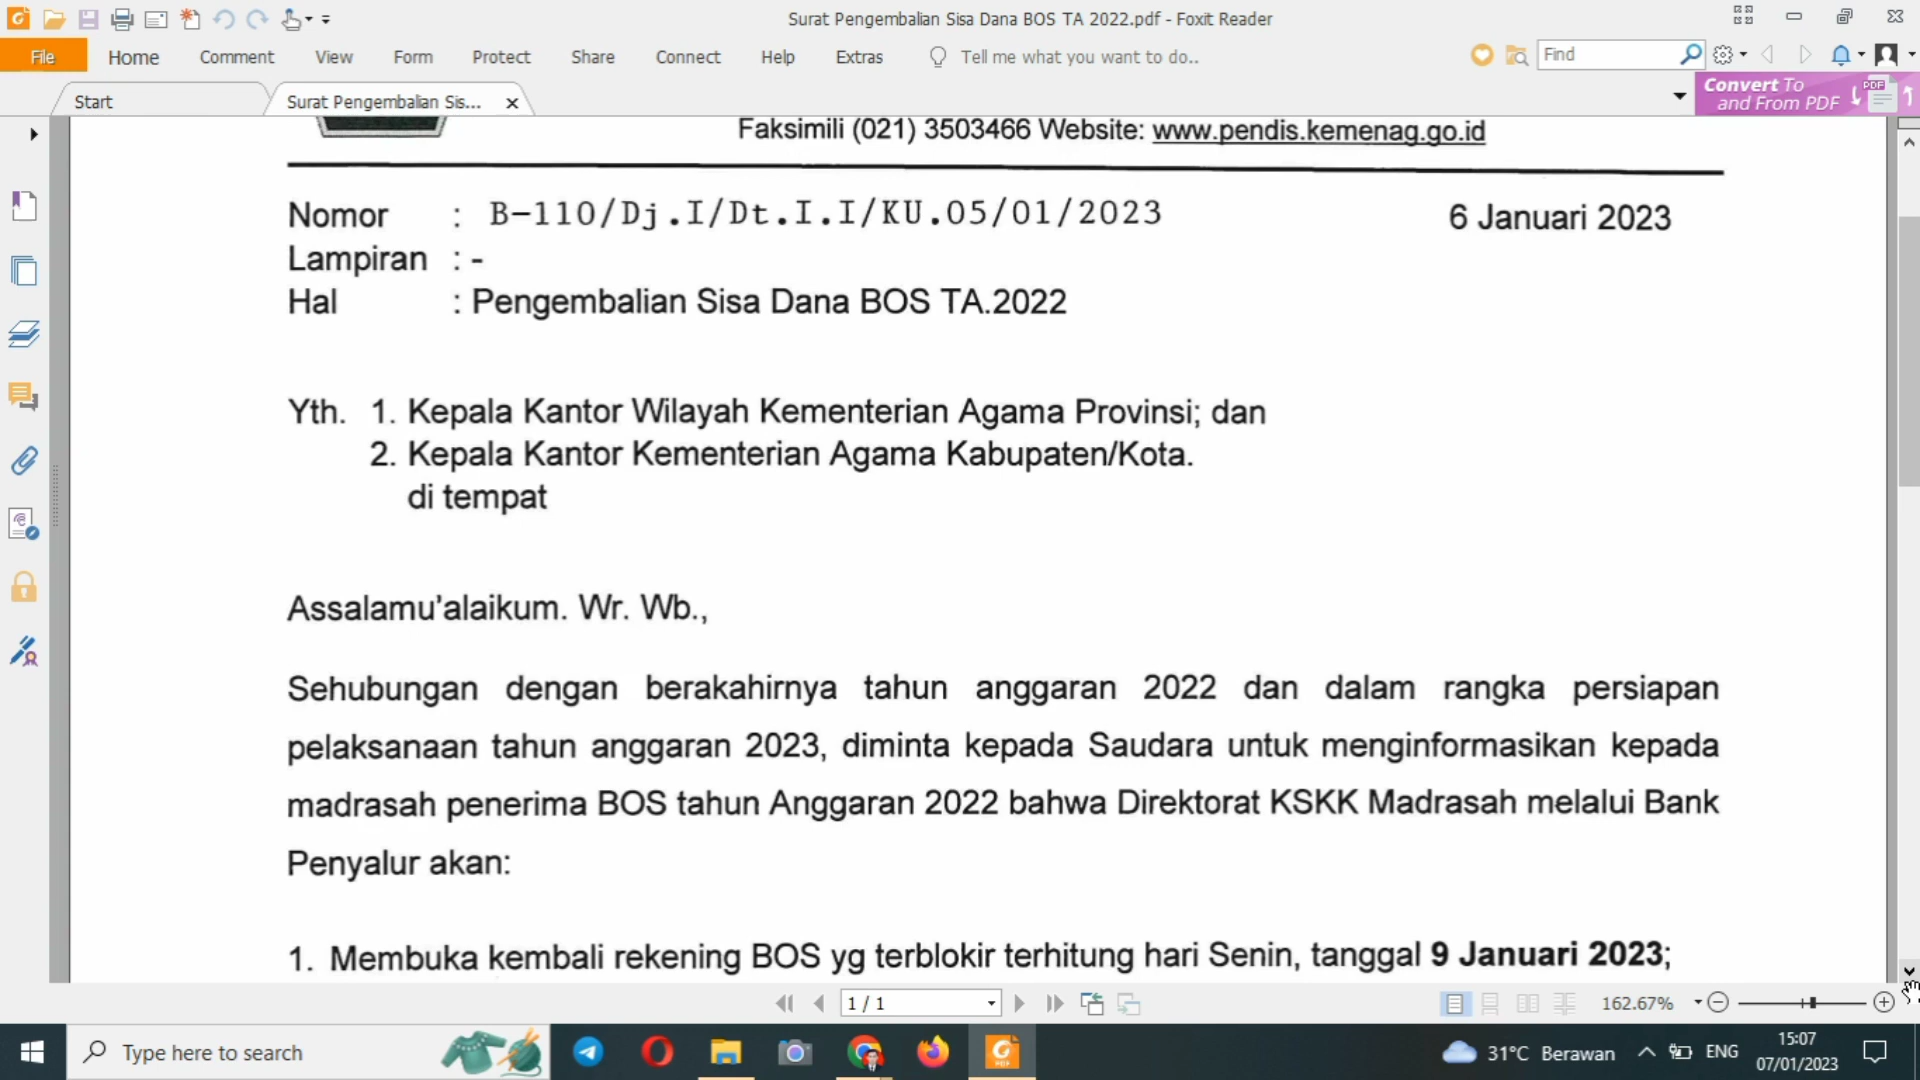 Surat Pengembalian Sisa Dana BOS TA 2022.pdf - Foxit Reader
File Home Comment View Form Protect Share Connect Help Extras Tell me what you want to do.. Find
Start Surat Pengembalian Sis...
Convert To
and From PDF
PDF
Faksimili (021) 3503466 Website: www.pendis.kemenag.go.id
Nomor : B-110/Dj.I/Dt.I.I/KU.05/01/2023 6 Januari 2023
Lampiran : -
Hal : Pengembalian Sisa Dana BOS TA.2022
Yth. 1. Kepala Kantor Wilayah Kementerian Agama Provinsi; dan
2. Kepala Kantor Kementerian Agama Kabupaten/Kota.
di tempat
Assalamu'alaikum. Wr. Wb.,
Sehubungan dengan berakahirnya tahun anggaran 2022 dan dalam rangka persiapan
pelaksanaan tahun anggaran 2023, diminta kepada Saudara untuk menginformasikan kepada
madrasah penerima BOS tahun Anggaran 2022 bahwa Direktorat KSKK Madrasah melalui Bank
Penyalur akan:
1. Membuka kembali rekening BOS yg terblokir terhitung hari Senin, tanggal 9 Januari 2023;
1 / 1 162.67%
Type here to search 31°C Berawan ENG 15:07
07/01/2023